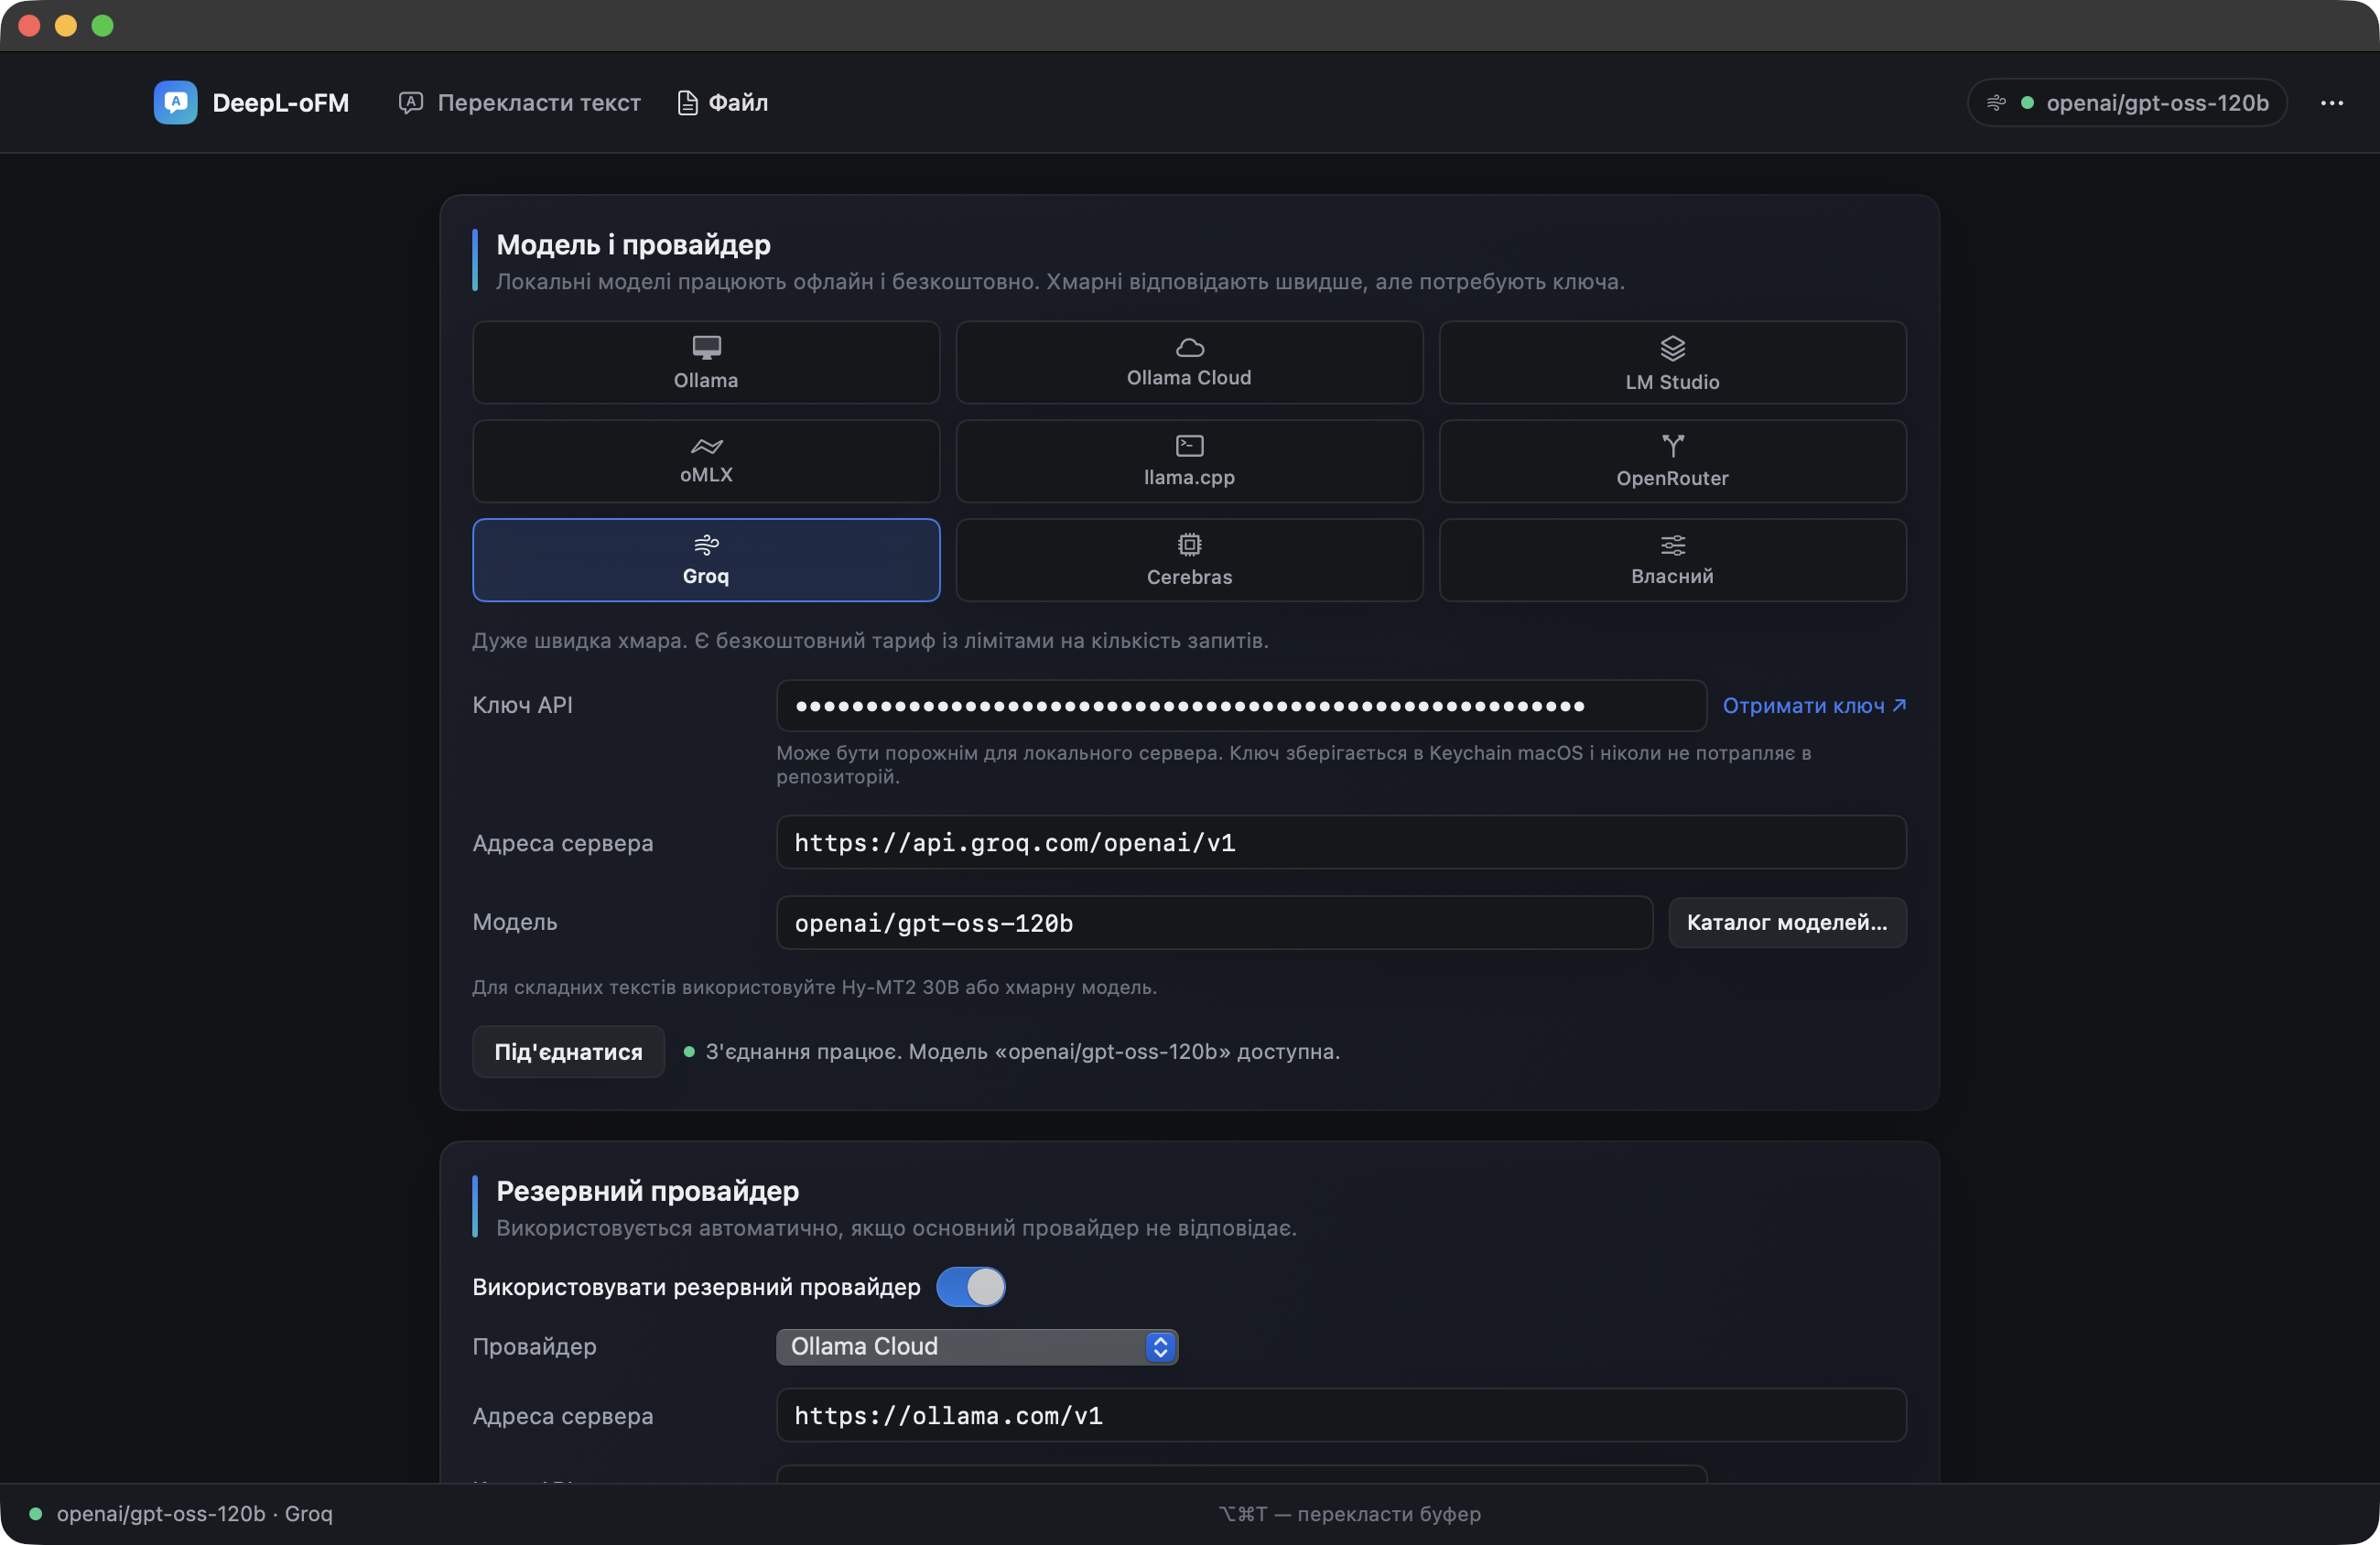 DeepL-oFM
Перекласти текст
Файл
openai/gpt-oss-120b
Модель і провайдер
Локальні моделі працюють офлайн і безкоштовно. Хмарні відповідають швидше, але потребують ключа.
Ollama
Ollama Cloud
LM Studio
oMLX
llama.cpp
OpenRouter
Groq
Cerebras
Власний
Дуже швидка хмара. Є безкоштовний тариф із лімітами на кількість запитів.
Ключ API
Отримати ключ ↗
Може бути порожнім для локального сервера. Ключ зберігається в Keychain macOS і ніколи не потрапляє в
репозиторій.
Адреса сервера
https://api.groq.com/openai/v1
Модель
openai/gpt-oss-120b
Каталог моделей...
Для складних текстів використовуйте Hy-MT2 30B або хмарну модель.
Під'єднатися
З'єднання працює. Модель «openai/gpt-oss-120b» доступна.
Резервний провайдер
Використовується автоматично, якщо основний провайдер не відповідає.
Використовувати резервний провайдер
Провайдер
Ollama Cloud
Адреса сервера
https://ollama.com/v1
openai/gpt-oss-120b · Groq
⌥⌘T — перекласти буфер